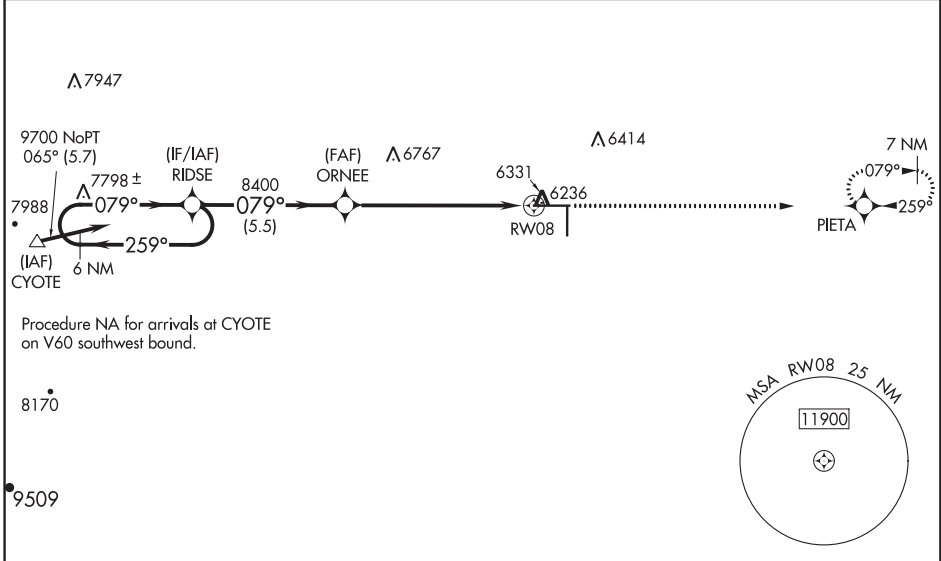 7947
9700 NoPT
065° (5.7)
(IF/IAF)
RIDSE
7798 ±
079°
8400
079°
(5.5)
(FAF)
ORNEE
6767
6414
6331
6236
RW08
7 NM
079°
259°
PIETA
7988
259°
6 NM
(IAF)
CYOTE
Procedure NA for arrivals at CYOTE
on V60 southwest bound.
8170
9509
MSA RW08 25 NM
11900